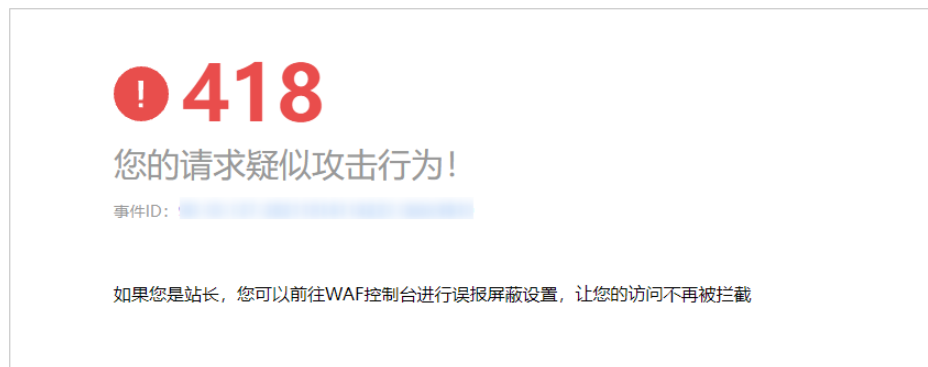 418
您的请求疑似攻击行为！
事件ID：
如果您是站长，您可以前往WAF控制台进行误报屏蔽设置，让您的访问不再被拦截